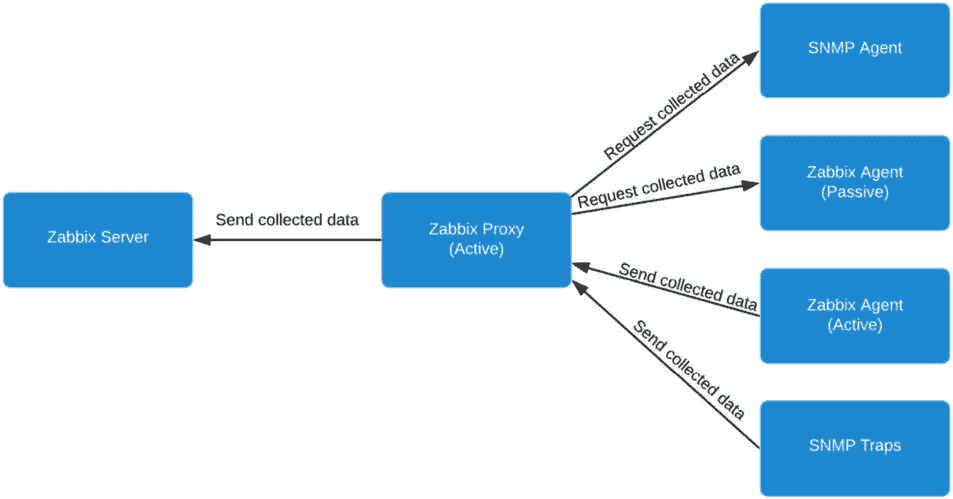 SNMP Agent
Request collected data
Zabbix Agent
(Passive)
Request collected data
Zabbix Server
Send collected data
Zabbix Proxy
(Active)
Send collected data
Zabbix Agent
(Active)
Send collected data
SNMP Traps